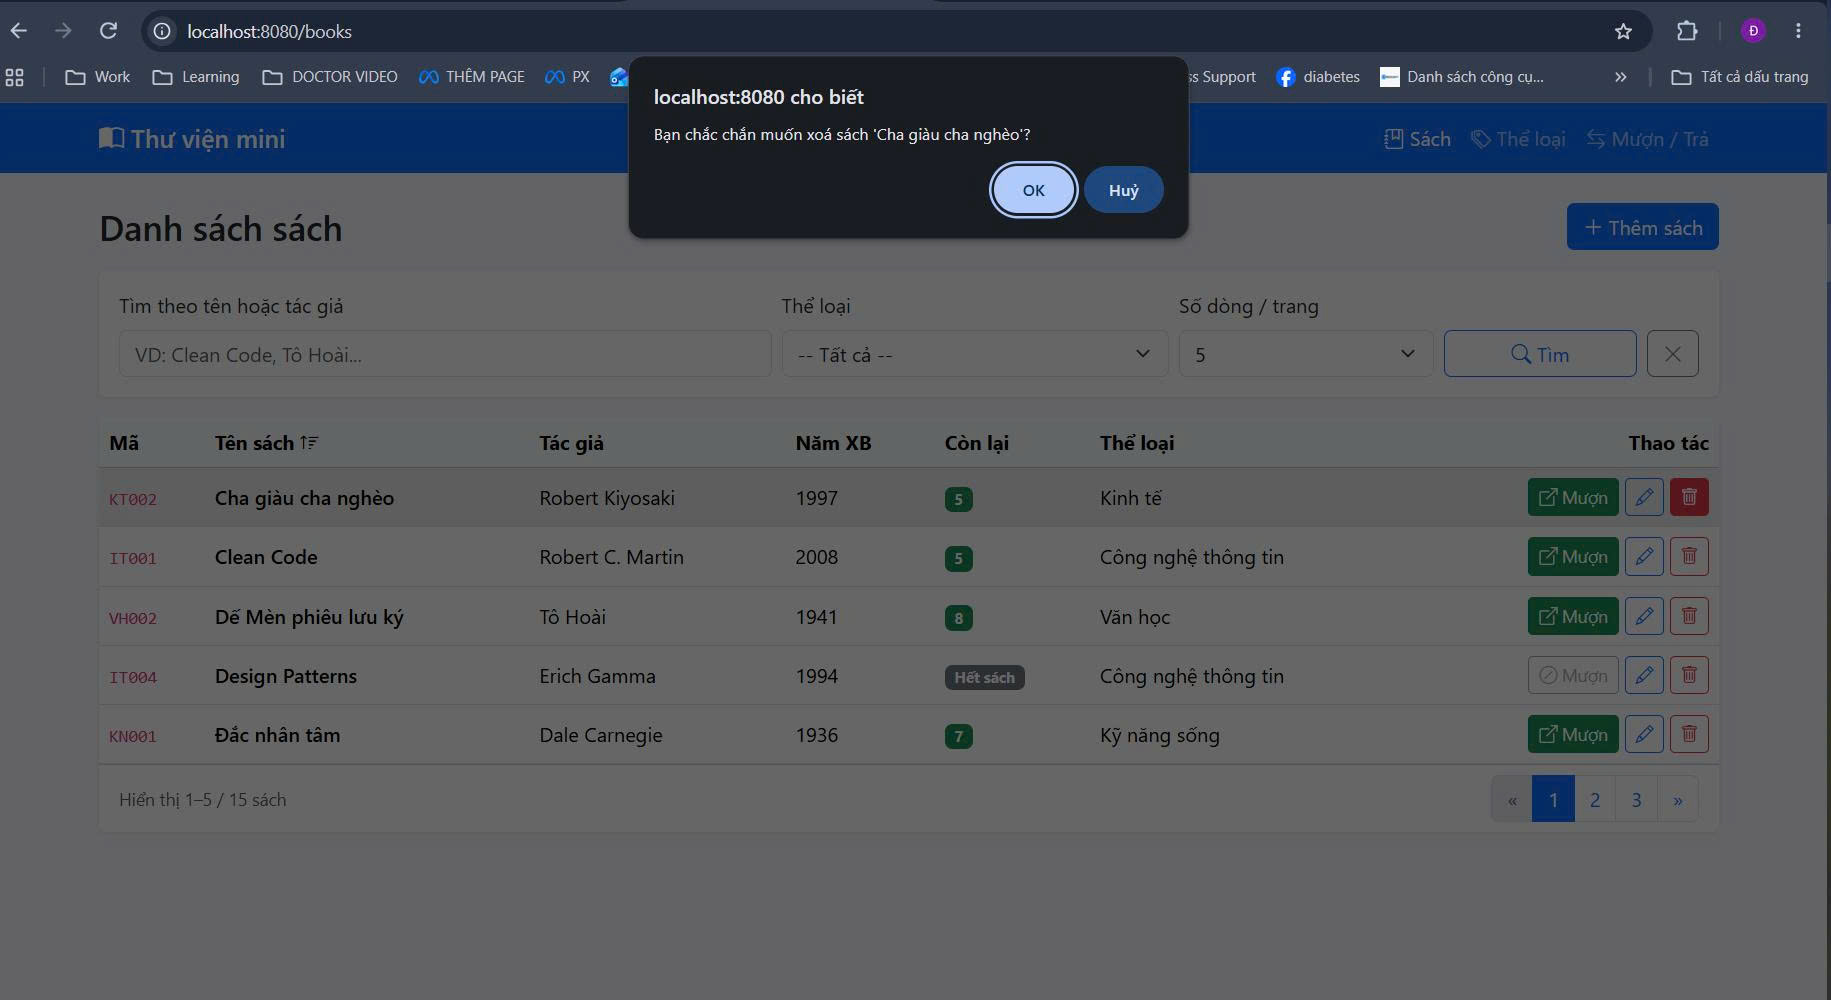 localhost:8080/books
Work Learning DOCTOR VIDEO THÊM PAGE PX ss Support diabetes Danh sách công cụ... » Tất cả dấu trang
localhost:8080 cho biết
Bạn chắc chắn muốn xoá sách 'Cha giàu cha nghèo'?
OK Huỷ
Thư viện mini Sách Thể loại Mượn / Trả
Danh sách sách + Thêm sách
Tìm theo tên hoặc tác giả Thể loại Số dòng / trang
VD: Clean Code, Tô Hoài... -- Tất cả -- 5 Tìm
Mã Tên sách Tác giả Năm XB Còn lại Thể loại Thao tác
KT002 Cha giàu cha nghèo Robert Kiyosaki 1997 5 Kinh tế Mượn
IT001 Clean Code Robert C. Martin 2008 5 Công nghệ thông tin Mượn
VH002 Dế Mèn phiêu lưu ký Tô Hoài 1941 8 Văn học Mượn
IT004 Design Patterns Erich Gamma 1994 Hết sách Công nghệ thông tin Mượn
KN001 Đắc nhân tâm Dale Carnegie 1936 7 Kỹ năng sống Mượn
Hiển thị 1–5 / 15 sách « 1 2 3 »